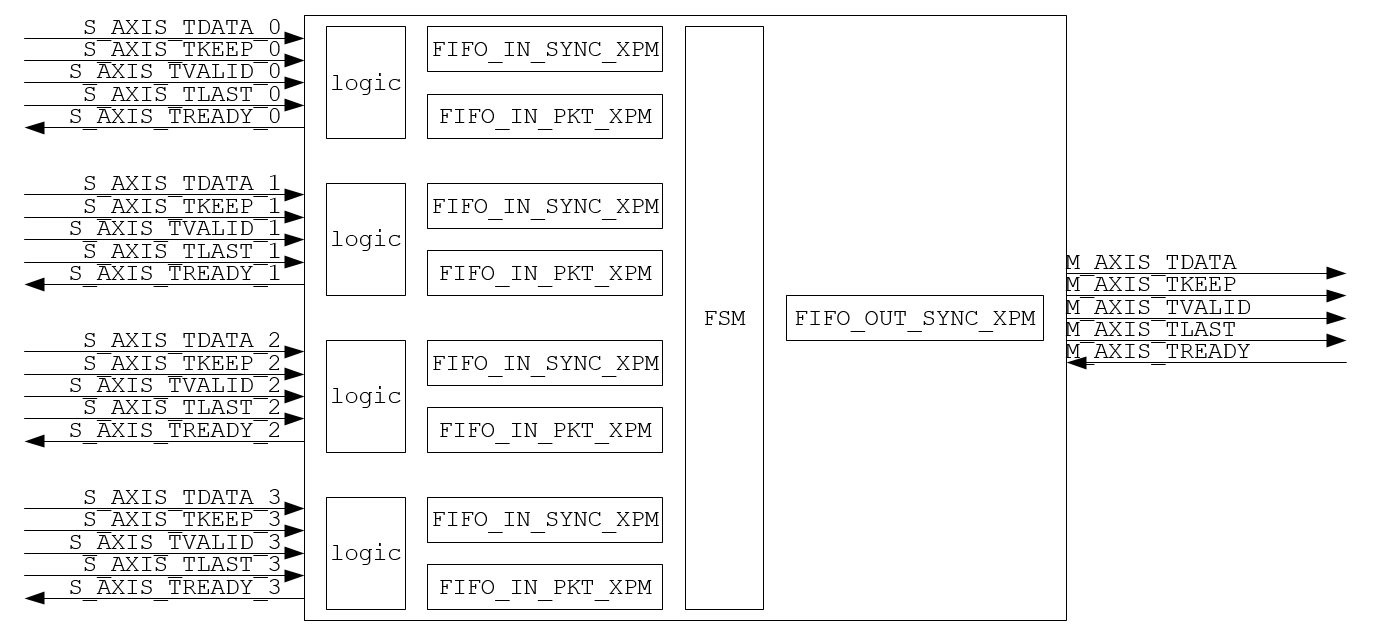 S_AXIS_TDATA_0
S_AXIS_TKEEP_0
S_AXIS_TVALID_0
S_AXIS_TLAST_0
S_AXIS_TREADY_0
logic
FIFO_IN_SYNC_XPM
FIFO_IN_PKT_XPM
S_AXIS_TDATA_1
S_AXIS_TKEEP_1
S_AXIS_TVALID_1
S_AXIS_TLAST_1
S_AXIS_TREADY_1
logic
FIFO_IN_SYNC_XPM
FIFO_IN_PKT_XPM
S_AXIS_TDATA_2
S_AXIS_TKEEP_2
S_AXIS_TVALID_2
S_AXIS_TLAST_2
S_AXIS_TREADY_2
logic
FIFO_IN_SYNC_XPM
FIFO_IN_PKT_XPM
S_AXIS_TDATA_3
S_AXIS_TKEEP_3
S_AXIS_TVALID_3
S_AXIS_TLAST_3
S_AXIS_TREADY_3
logic
FIFO_IN_SYNC_XPM
FIFO_IN_PKT_XPM
FSM
FIFO_OUT_SYNC_XPM
M_AXIS_TDATA
M_AXIS_TKEEP
M_AXIS_TVALID
M_AXIS_TLAST
M_AXIS_TREADY